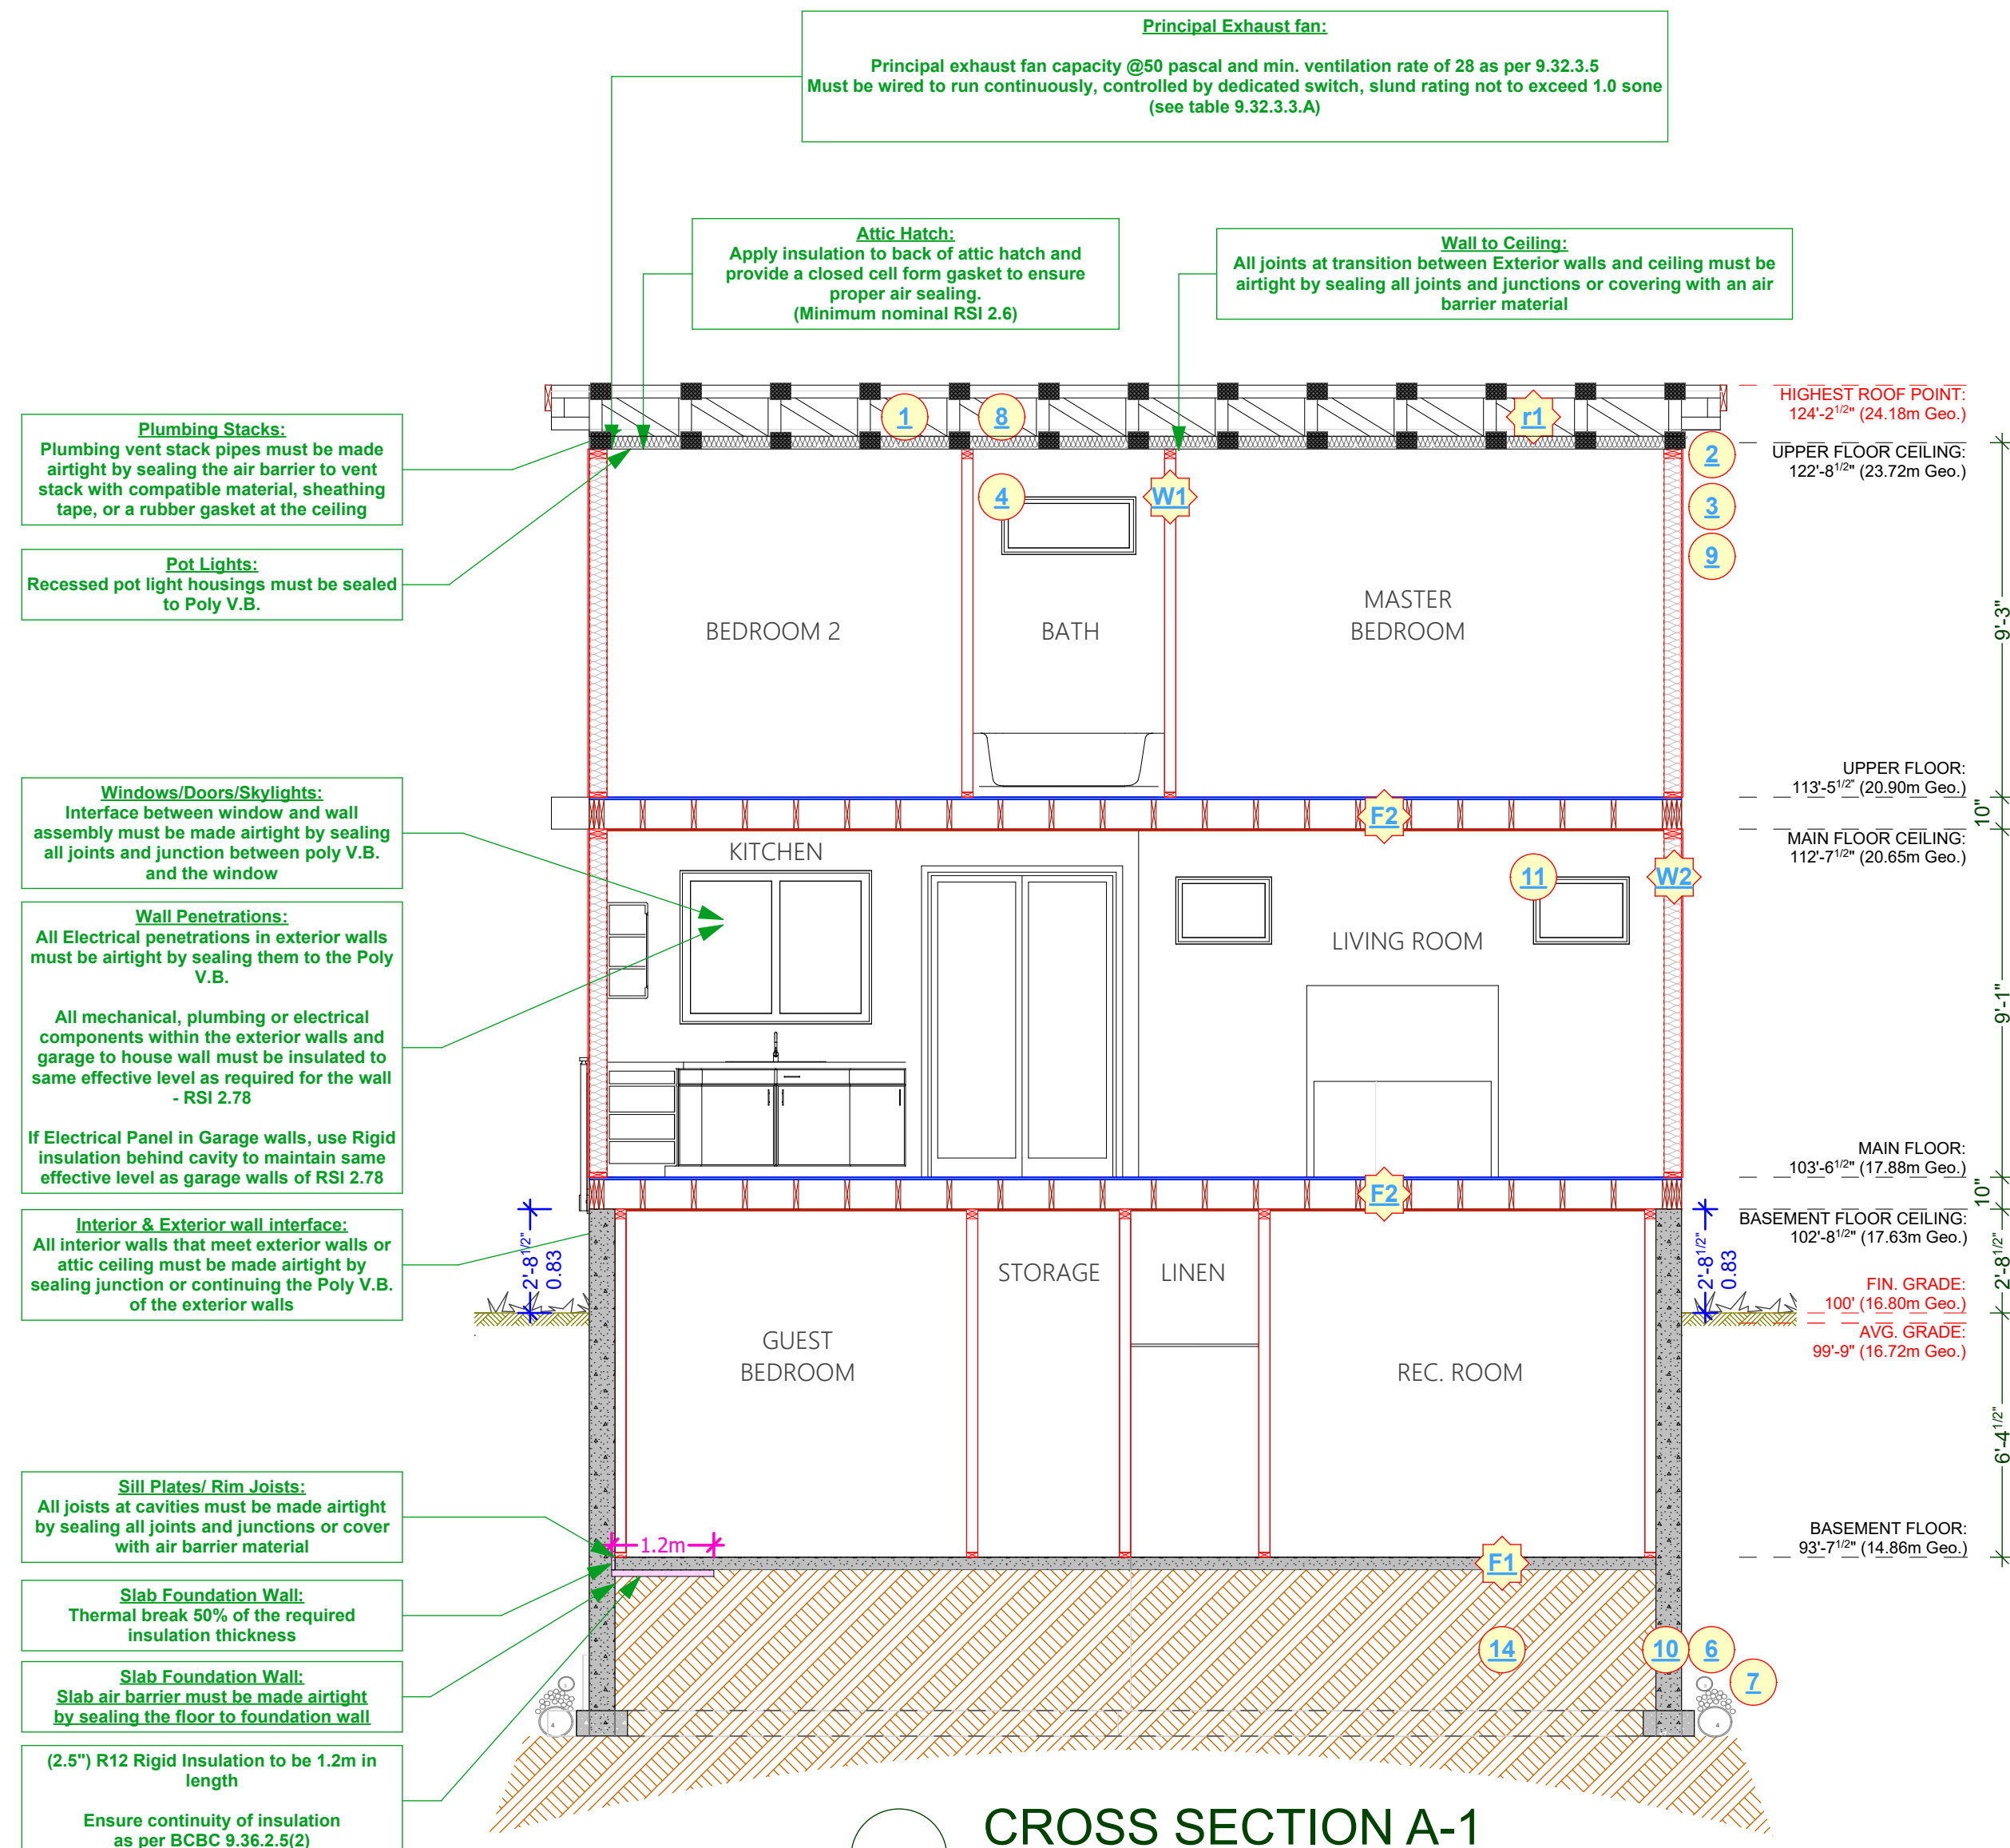 Principal Exhaust fan:
Principal exhaust fan capacity @50 pascal and min. ventilation rate of 28 as per 9.32.3.5
Must be wired to run continuously, controlled by dedicated switch, slund rating not to exceed 1.0 sone
(see table 9.32.3.3.A)
Attic Hatch:
Apply insulation to back of attic hatch and
provide a closed cell form gasket to ensure
proper air sealing.
(Minimum nominal RSI 2.6)
Wall to Ceiling:
All joints at transition between Exterior walls and ceiling must be
airtight by sealing all joints and junctions or covering with an air
barrier material
Plumbing Stacks:
Plumbing vent stack pipes must be made
airtight by sealing the air barrier to vent
stack with compatible material, sheathing
tape, or a rubber gasket at the ceiling
Pot Lights:
Recessed pot light housings must be sealed
to Poly V.B.
Windows/Doors/Skylights:
Interface between window and wall
assembly must be made airtight by sealing
all joints and junction between poly V.B.
and the window
Wall Penetrations:
All Electrical penetrations in exterior walls
must be airtight by sealing them to the Poly
V.B.
All mechanical, plumbing or electrical
components within the exterior walls and
garage to house wall must be insulated to
same effective level as required for the wall
- RSI 2.78
If Electrical Panel in Garage walls, use Rigid
insulation behind cavity to maintain same
effective level as garage walls of RSI 2.78
Interior & Exterior wall interface:
All interior walls that meet exterior walls or
attic ceiling must be made airtight by
sealing junction or continuing the Poly V.B.
of the exterior walls
Sill Plates/ Rim Joists:
All joists at cavities must be made airtight
by sealing all joints and junctions or cover
with air barrier material
Slab Foundation Wall:
Thermal break 50% of the required
insulation thickness
Slab Foundation Wall:
Slab air barrier must be made airtight
by sealing the floor to foundation wall
(2.5") R12 Rigid Insulation to be 1.2m in
length
Ensure continuity of insulation
as per BCBC 9.36.2.5(2)
1
8
r1
2
3
9
4
W1
BEDROOM 2
BATH
MASTER
BEDROOM
F2
KITCHEN
11
W2
LIVING ROOM
F2
2'-8 1/2"
0.83
STORAGE
LINEN
GUEST
BEDROOM
REC. ROOM
2'-8 1/2"
0.83
1.2m
F1
14
10
6
7
4
4
HIGHEST ROOF POINT:
124'-2 1/2" (24.18m Geo.)
UPPER FLOOR CEILING:
122'-8 1/2" (23.72m Geo.)
9'-3"
UPPER FLOOR:
113'-5 1/2" (20.90m Geo.)
10"
MAIN FLOOR CEILING:
112'-7 1/2" (20.65m Geo.)
9'-1"
MAIN FLOOR:
103'-6 1/2" (17.88m Geo.)
10"
BASEMENT FLOOR CEILING:
102'-8 1/2" (17.63m Geo.)
2'-8 1/2"
FIN. GRADE:
100' (16.80m Geo.)
AVG. GRADE:
99'-9" (16.72m Geo.)
6'-4 1/2"
BASEMENT FLOOR:
93'-7 1/2" (14.86m Geo.)
CROSS SECTION A-1